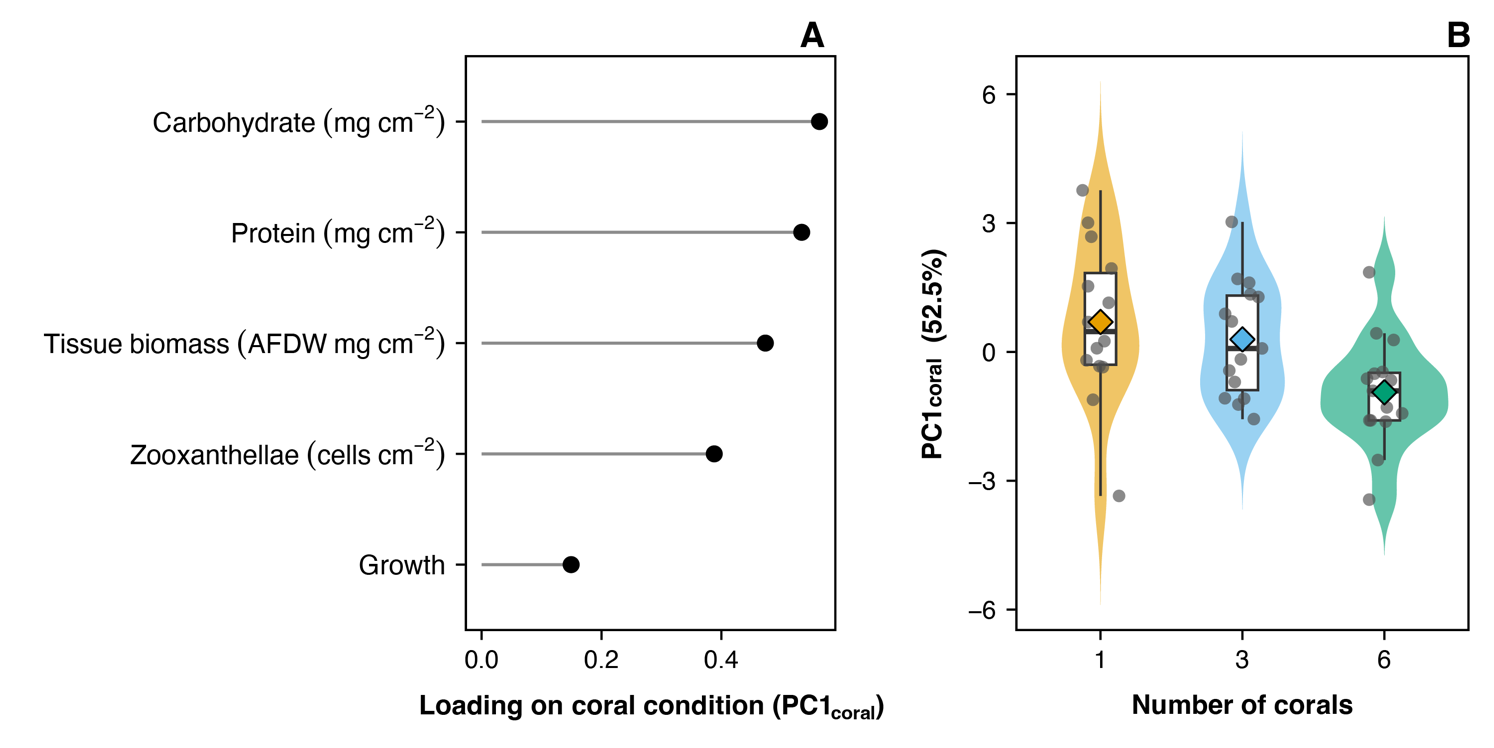 A
Carbohydrate (mg cm⁻²)
Protein (mg cm⁻²)
Tissue biomass (AFDW mg cm⁻²)
Zooxanthellae (cells cm⁻²)
Growth
0.0 0.2 0.4
Loading on coral condition (PC1coral)
B
PC1coral (52.5%)
6
3
0
−3
−6
1 3 6
Number of corals